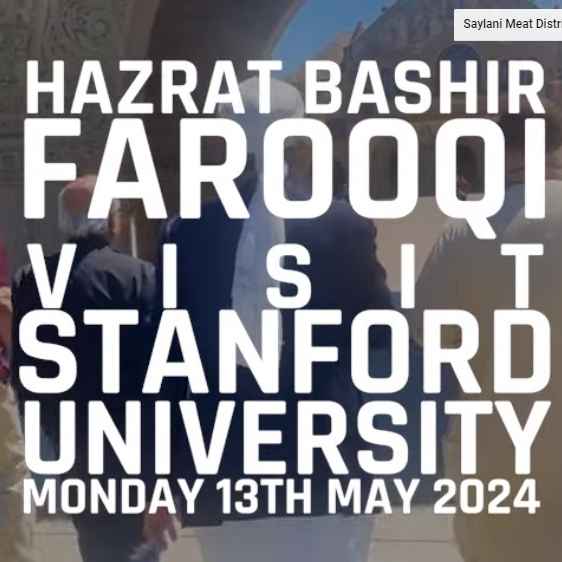 Saylani Meat Distr
HAZRAT BASHIR
FAROOQI
VISIT
STANFORD
UNIVERSITY
MONDAY 13TH MAY 2024